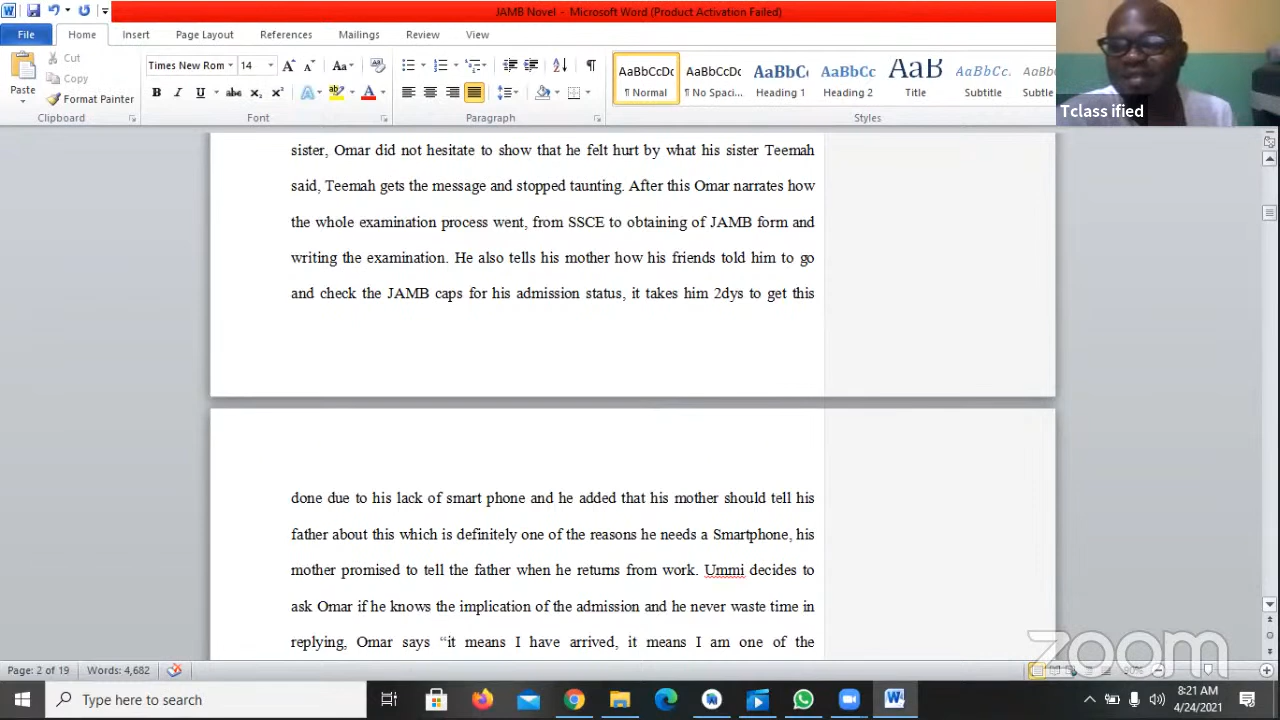 JAMB Novel - Microsoft Word (Product Activation Failed)
File Home Insert Page Layout References Mailings Review View
Cut
Copy
Format Painter
Paste
Clipboard
Times New Rom 14
Font
Paragraph
AaBbCcDc AaBbCcDc AaBbC AaBbCc AaB AaBbCc. AaBbC
¶ Normal ¶ No Spaci... Heading 1 Heading 2 Title Subtitle Subtle
Styles
Tclass ified
sister, Omar did not hesitate to show that he felt hurt by what his sister Teemah
said, Teemah gets the message and stopped taunting. After this Omar narrates how
the whole examination process went, from SSCE to obtaining of JAMB form and
writing the examination. He also tells his mother how his friends told him to go
and check the JAMB caps for his admission status, it takes him 2dys to get this
done due to his lack of smart phone and he added that his mother should tell his
father about this which is definitely one of the reasons he needs a Smartphone, his
mother promised to tell the father when he returns from work. Ummi decides to
ask Omar if he knows the implication of the admission and he never waste time in
replying, Omar says “it means I have arrived, it means I am one of the
zoom
Page: 2 of 19 Words: 4,682 90%
Type here to search
8:21 AM
4/24/2021